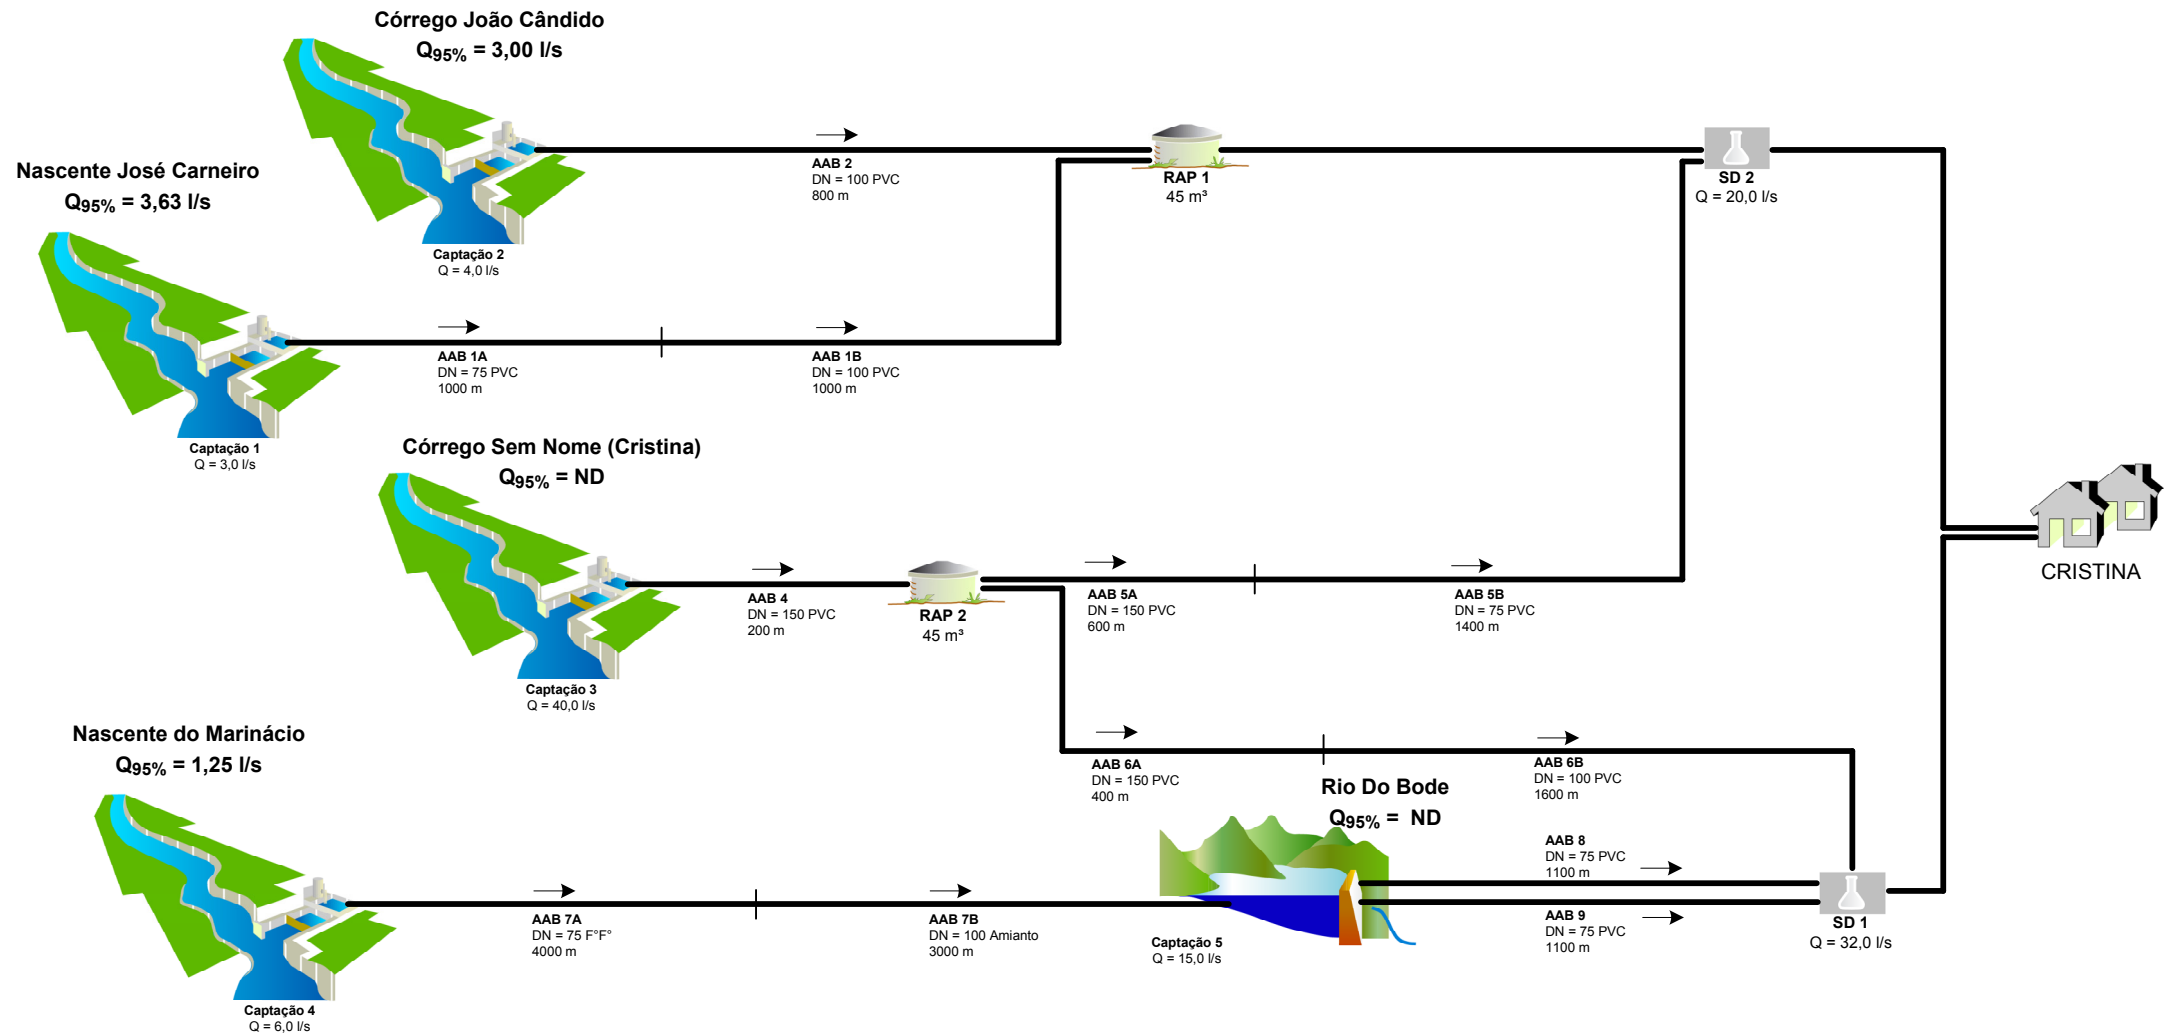 Córrego João Cândido
Q95% = 3,00 l/s
Captação 2
Q = 4,0 l/s
AAB 2
DN = 100 PVC
800 m
RAP 1
45 m³
SD 2
Q = 20,0 l/s
Nascente José Carneiro
Q95% = 3,63 l/s
Captação 1
Q = 3,0 l/s
AAB 1A
DN = 75 PVC
1000 m
AAB 1B
DN = 100 PVC
1000 m
Córrego Sem Nome (Cristina)
Q95% = ND
Captação 3
Q = 40,0 l/s
AAB 4
DN = 150 PVC
200 m
RAP 2
45 m³
AAB 5A
DN = 150 PVC
600 m
AAB 5B
DN = 75 PVC
1400 m
CRISTINA
AAB 6A
DN = 150 PVC
400 m
AAB 6B
DN = 100 PVC
1600 m
Nascente do Marinácio
Q95% = 1,25 l/s
Captação 4
Q = 6,0 l/s
AAB 7A
DN = 75 F°F°
4000 m
AAB 7B
DN = 100 Amianto
3000 m
Rio Do Bode
Q95% = ND
Captação 5
Q = 15,0 l/s
AAB 8
DN = 75 PVC
1100 m
AAB 9
DN = 75 PVC
1100 m
SD 1
Q = 32,0 l/s